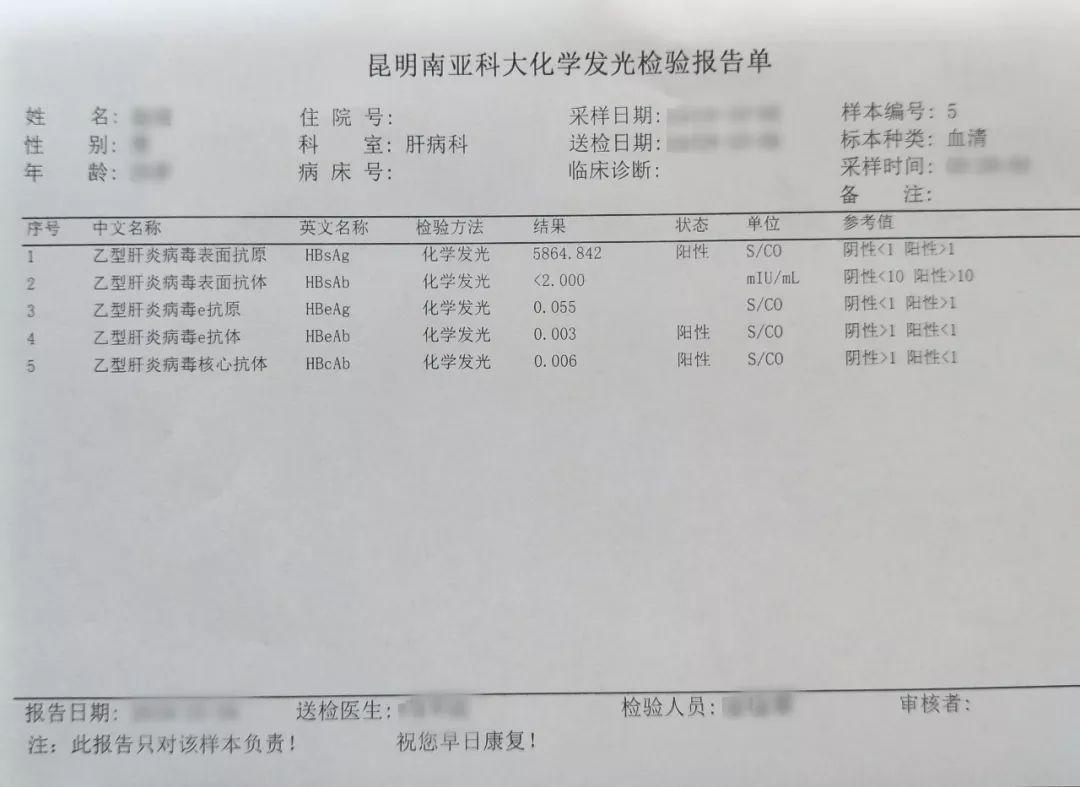 昆明南亚科大化学发光检验报告单
姓 名: 住 院 号: 采样日期: 样本编号: 5
性 别: 科 室: 肝病科 送检日期: 标本种类: 血清
年 龄: 病 床 号: 临床诊断: 采样时间:
备 注:
序号 中文名称 英文名称 检验方法 结果 状态 单位 参考值
1 乙型肝炎病毒表面抗原 HBsAg 化学发光 5864.842 阳性 S/CO 阴性<1 阳性>1
2 乙型肝炎病毒表面抗体 HBsAb 化学发光 <2.000 mIU/mL 阴性<10 阳性>10
3 乙型肝炎病毒e抗原 HBeAg 化学发光 0.055 S/CO 阴性<1 阳性>1
4 乙型肝炎病毒e抗体 HBeAb 化学发光 0.003 阳性 S/CO 阴性>1 阳性<1
5 乙型肝炎病毒核心抗体 HBcAb 化学发光 0.006 阳性 S/CO 阴性>1 阳性<1
报告日期: 送检医生: 检验人员: 审核者:
注: 此报告只对该样本负责! 祝您早日康复!